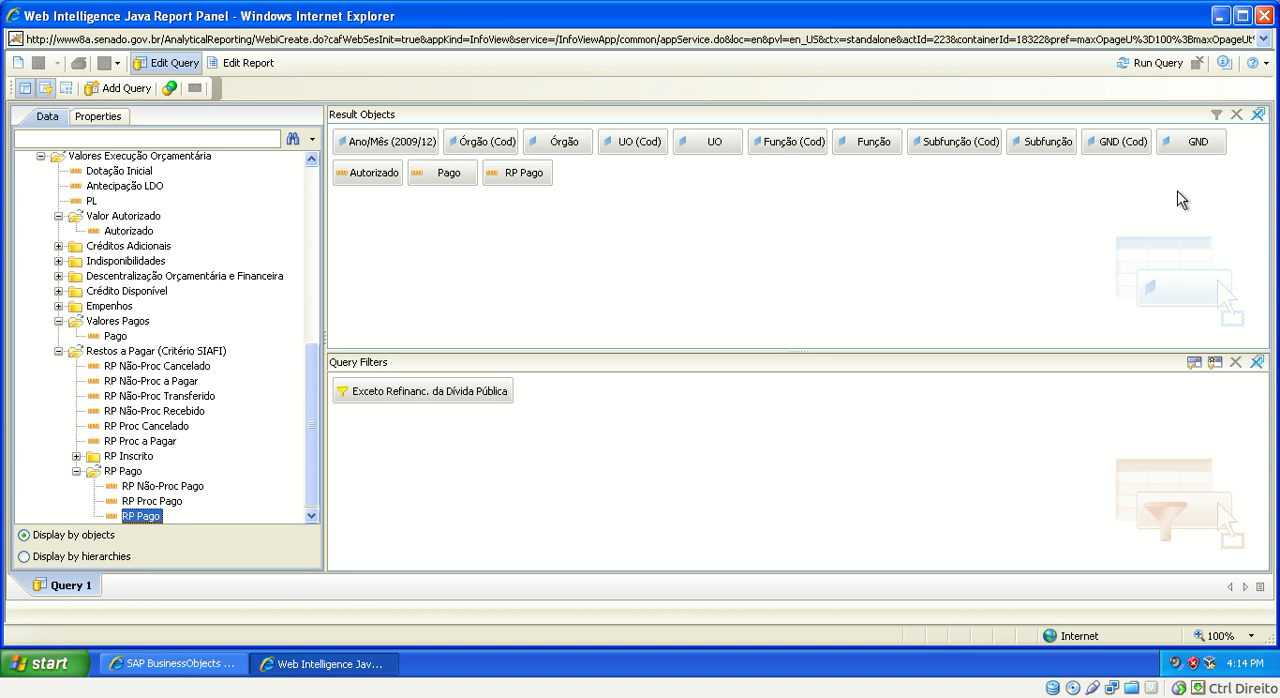 Web Intelligence Java Report Panel - Windows Internet Explorer
http://www8a.senado.gov.br/AnalyticalReporting/WebiCreate.do?cafWebSesInit=true&appKind=InfoView&service=/InfoViewApp/common/appService.do&loc=en&pvl=en_US&ctx=standalone&actId=223&containerId=18322&pref=maxOpageU%3D100%3BmaxOpageUt%
Edit Query Edit Report Run Query
Add Query
Data Properties
Valores Execução Orçamentária
Dotação Inicial
Antecipação LDO
PL
Valor Autorizado
Autorizado
Créditos Adicionais
Indisponibilidades
Descentralização Orçamentária e Financeira
Crédito Disponível
Empenhos
Valores Pagos
Pago
Restos a Pagar (Critério SIAFI)
RP Não-Proc Cancelado
RP Não-Proc a Pagar
RP Não-Proc Transferido
RP Não-Proc Recebido
RP Proc Cancelado
RP Proc a Pagar
RP Inscrito
RP Pago
RP Não-Proc Pago
RP Proc Pago
RP Pago
Display by objects
Display by hierarchies
Result Objects
Ano/Mês (2009/12) Órgão (Cod) Órgão UO (Cod) UO Função (Cod) Função Subfunção (Cod) Subfunção GND (Cod) GND
Autorizado Pago RP Pago
Query Filters
Exceto Refinanc. da Dívida Pública
Query 1
Internet 100%
start SAP BusinessObjects ... Web Intelligence Jav... 4:14 PM
Ctrl Direito